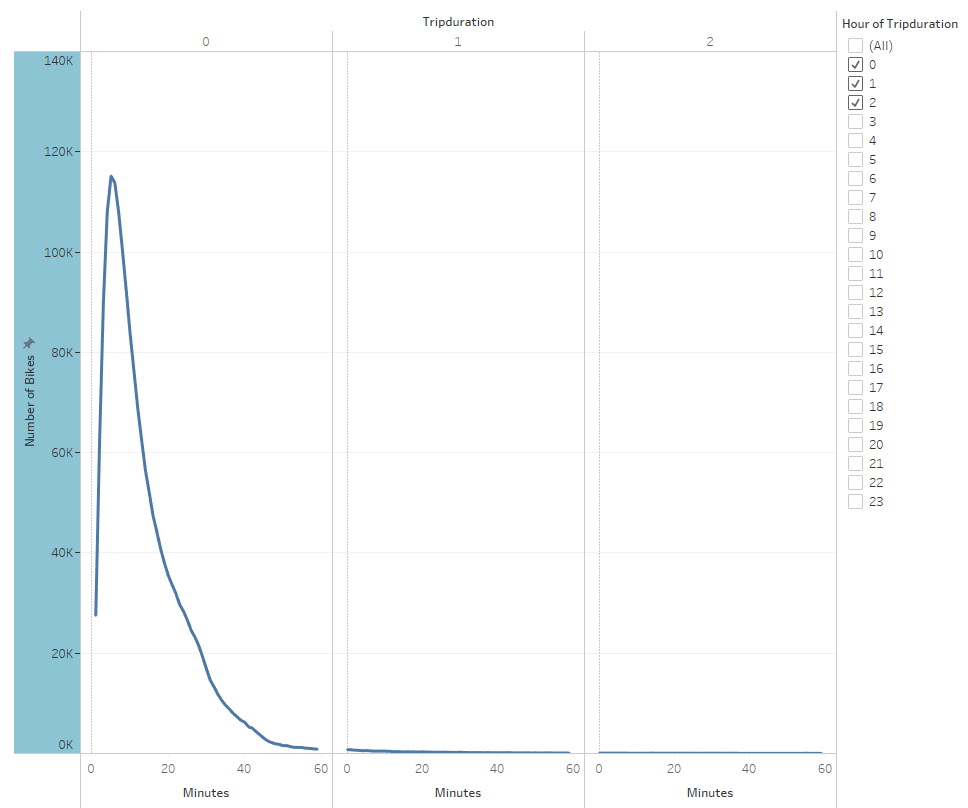 Tripduration
0 1 2
140K
120K
100K
80K
60K
40K
20K
0K
Number of Bikes
0 20 40 60 0 20 40 60 0 20 40 60
Minutes Minutes Minutes
Hour of Tripduration
(All)
0
1
2
3
4
5
6
7
8
9
10
11
12
13
14
15
16
17
18
19
20
21
22
23